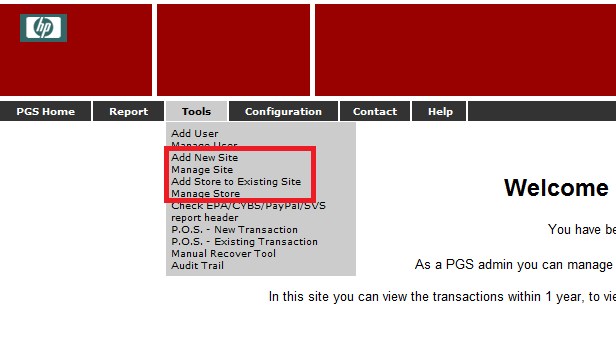 hp
PGS Home Report Tools Configuration Contact Help
Add User
Manage User
Add New Site
Manage Site
Add Store to Existing Site
Manage Store
Check EPA/CYBS/PayPal/SVS
report header
P.O.S. - New Transaction
P.O.S. - Existing Transaction
Manual Recover Tool
Audit Trail
Welcome
You have be
As a PGS admin you can manage
In this site you can view the transactions within 1 year, to vie